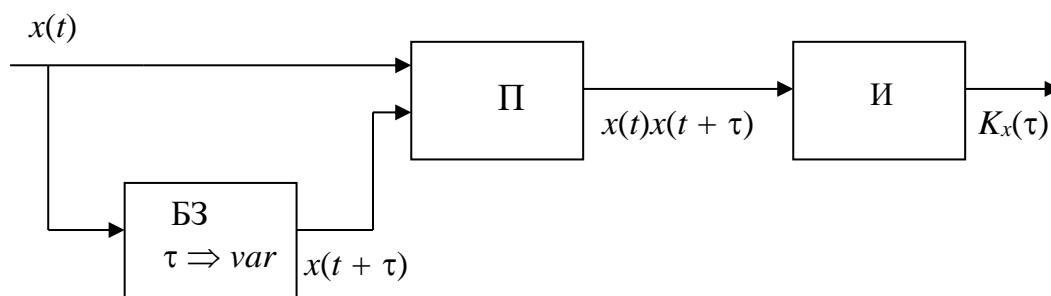 x(t)
П
И
x(t)x(t + τ)
Kx(τ)
БЗ
τ ⇒ var
x(t + τ)